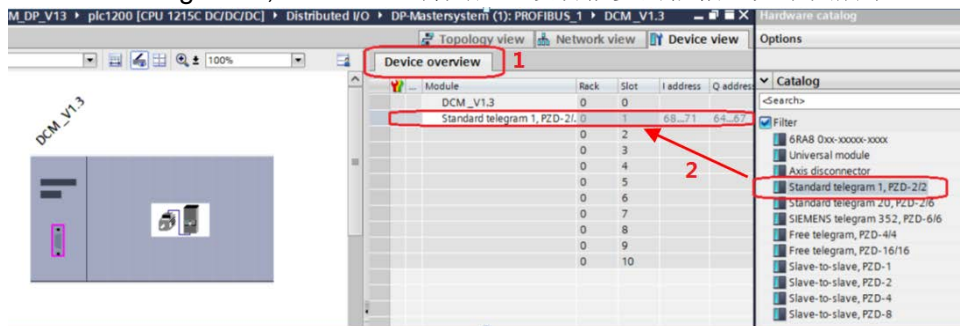 M_DP_V13 ▸ plc1200 [CPU 1215C DC/DC/DC] ▸ Distributed I/O ▸ DP-Mastersystem (1): PROFIBUS_1 ▸ DCM_V1.3
Hardware catalog
Topology view Network view Device view
Options
100%
Device overview 1
Module Rack Slot I address Q addres
DCM_V1.3 0 0
Standard telegram 1, PZD-2/. 0 1 68...71 64...67
0 2
0 3
0 4
0 5
0 6
0 7
0 8
0 9
0 10
DCM_V1.3
2
Catalog
<Search>
Filter
6RA8 0xx-xxxxx-xxxx
Universal module
Axis disconnector
Standard telegram 1, PZD-2/2
Standard telegram 20, PZD-2/6
SIEMENS telegram 352, PZD-6/6
Free telegram, PZD-4/4
Free telegram, PZD-16/16
Slave-to-slave, PZD-1
Slave-to-slave, PZD-2
Slave-to-slave, PZD-4
Slave-to-slave, PZD-8